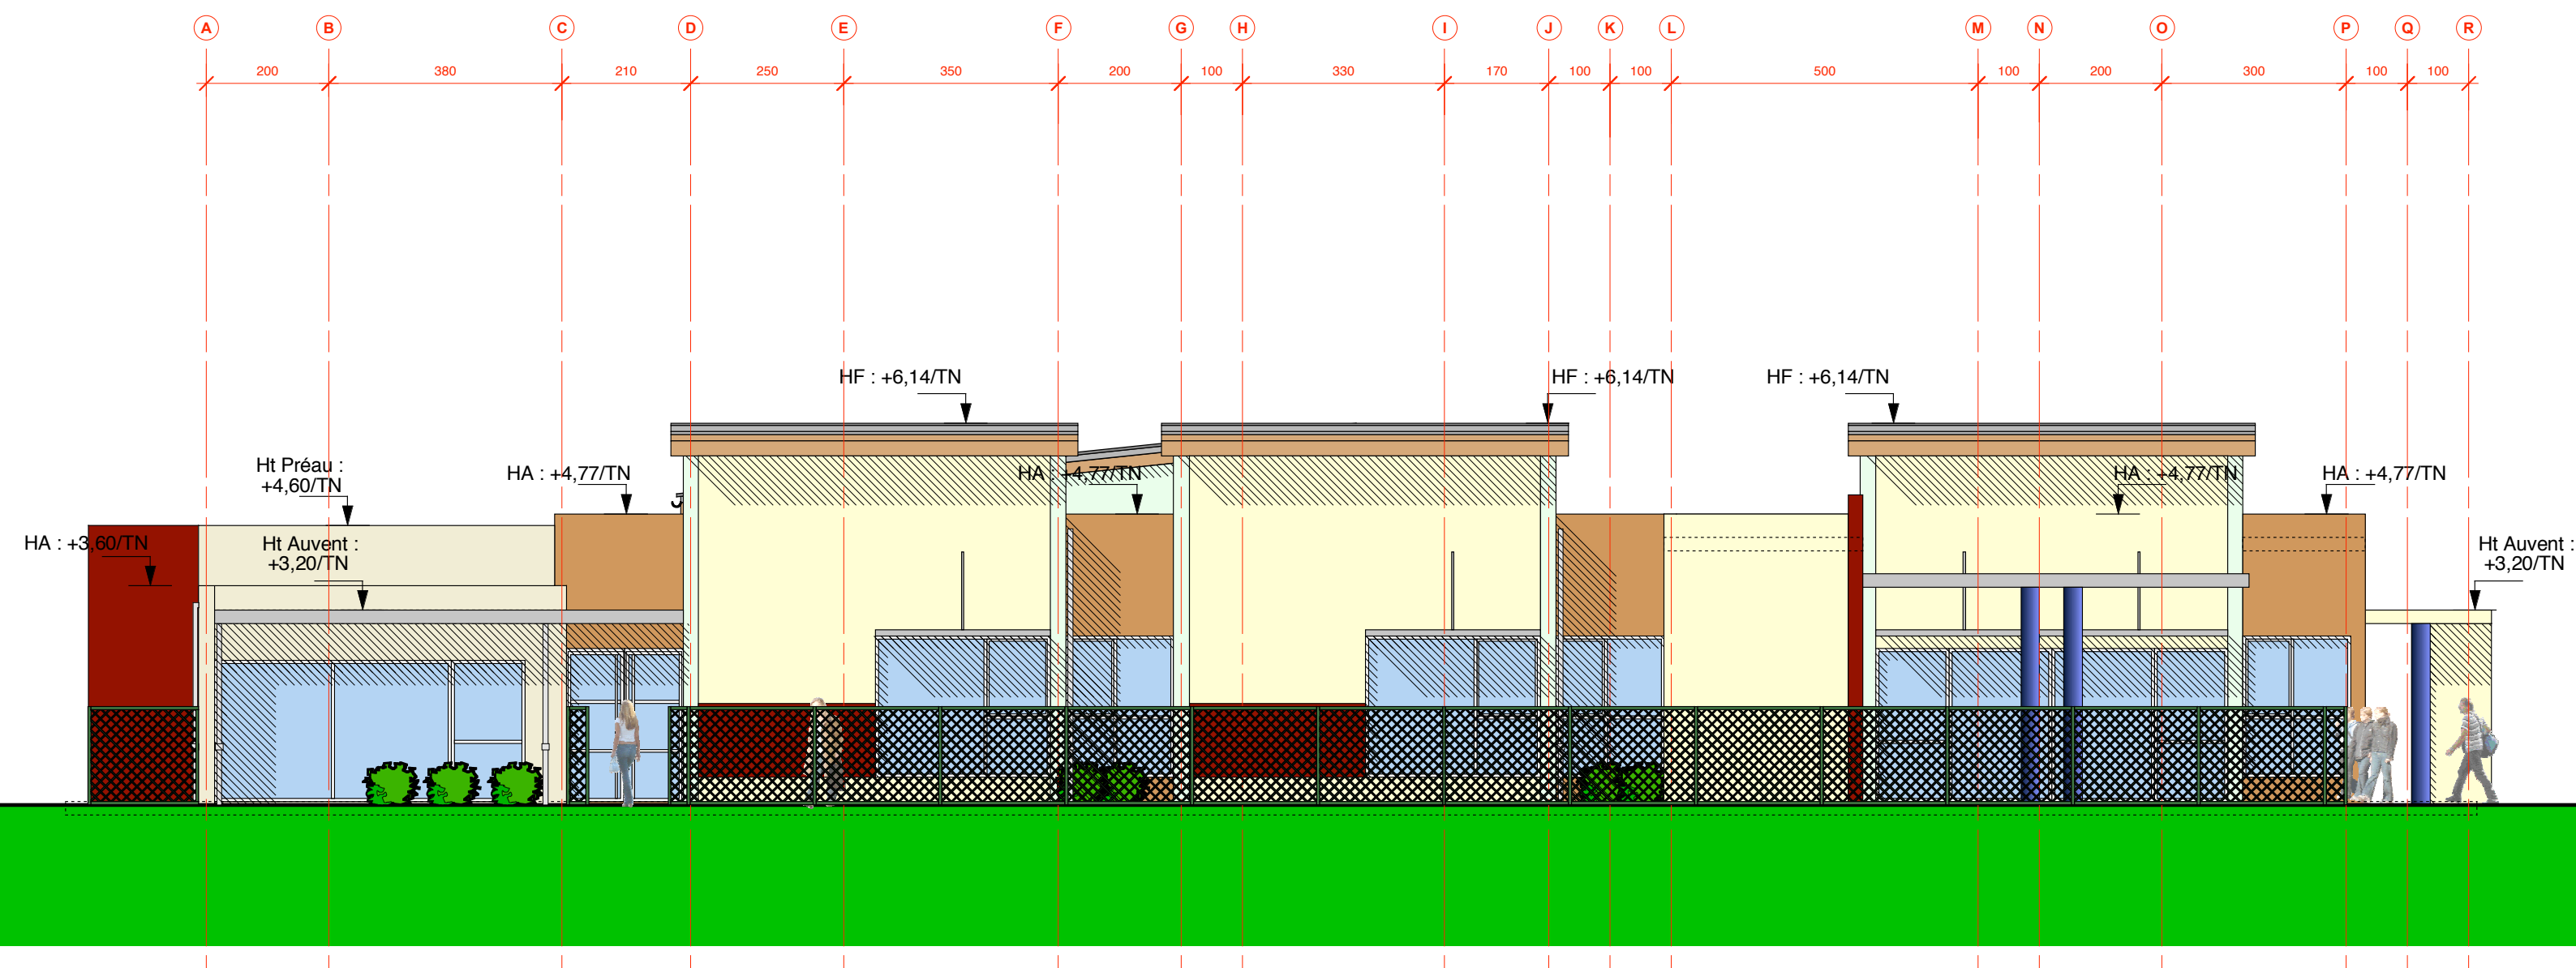 A B C D E F G H I J K L M N O P Q R
200 380 210 250 350 200 100 330 170 100 100 500 100 200 300 100 100
HF : +6,14/TN HF : +6,14/TN HF : +6,14/TN
Ht Préau :
+4,60/TN
HA : +4,77/TN HA : +4,77/TN HA : +4,77/TN HA : +4,77/TN
HA : +3,60/TN
Ht Auvent :
+3,20/TN
Ht Auvent :
+3,20/TN